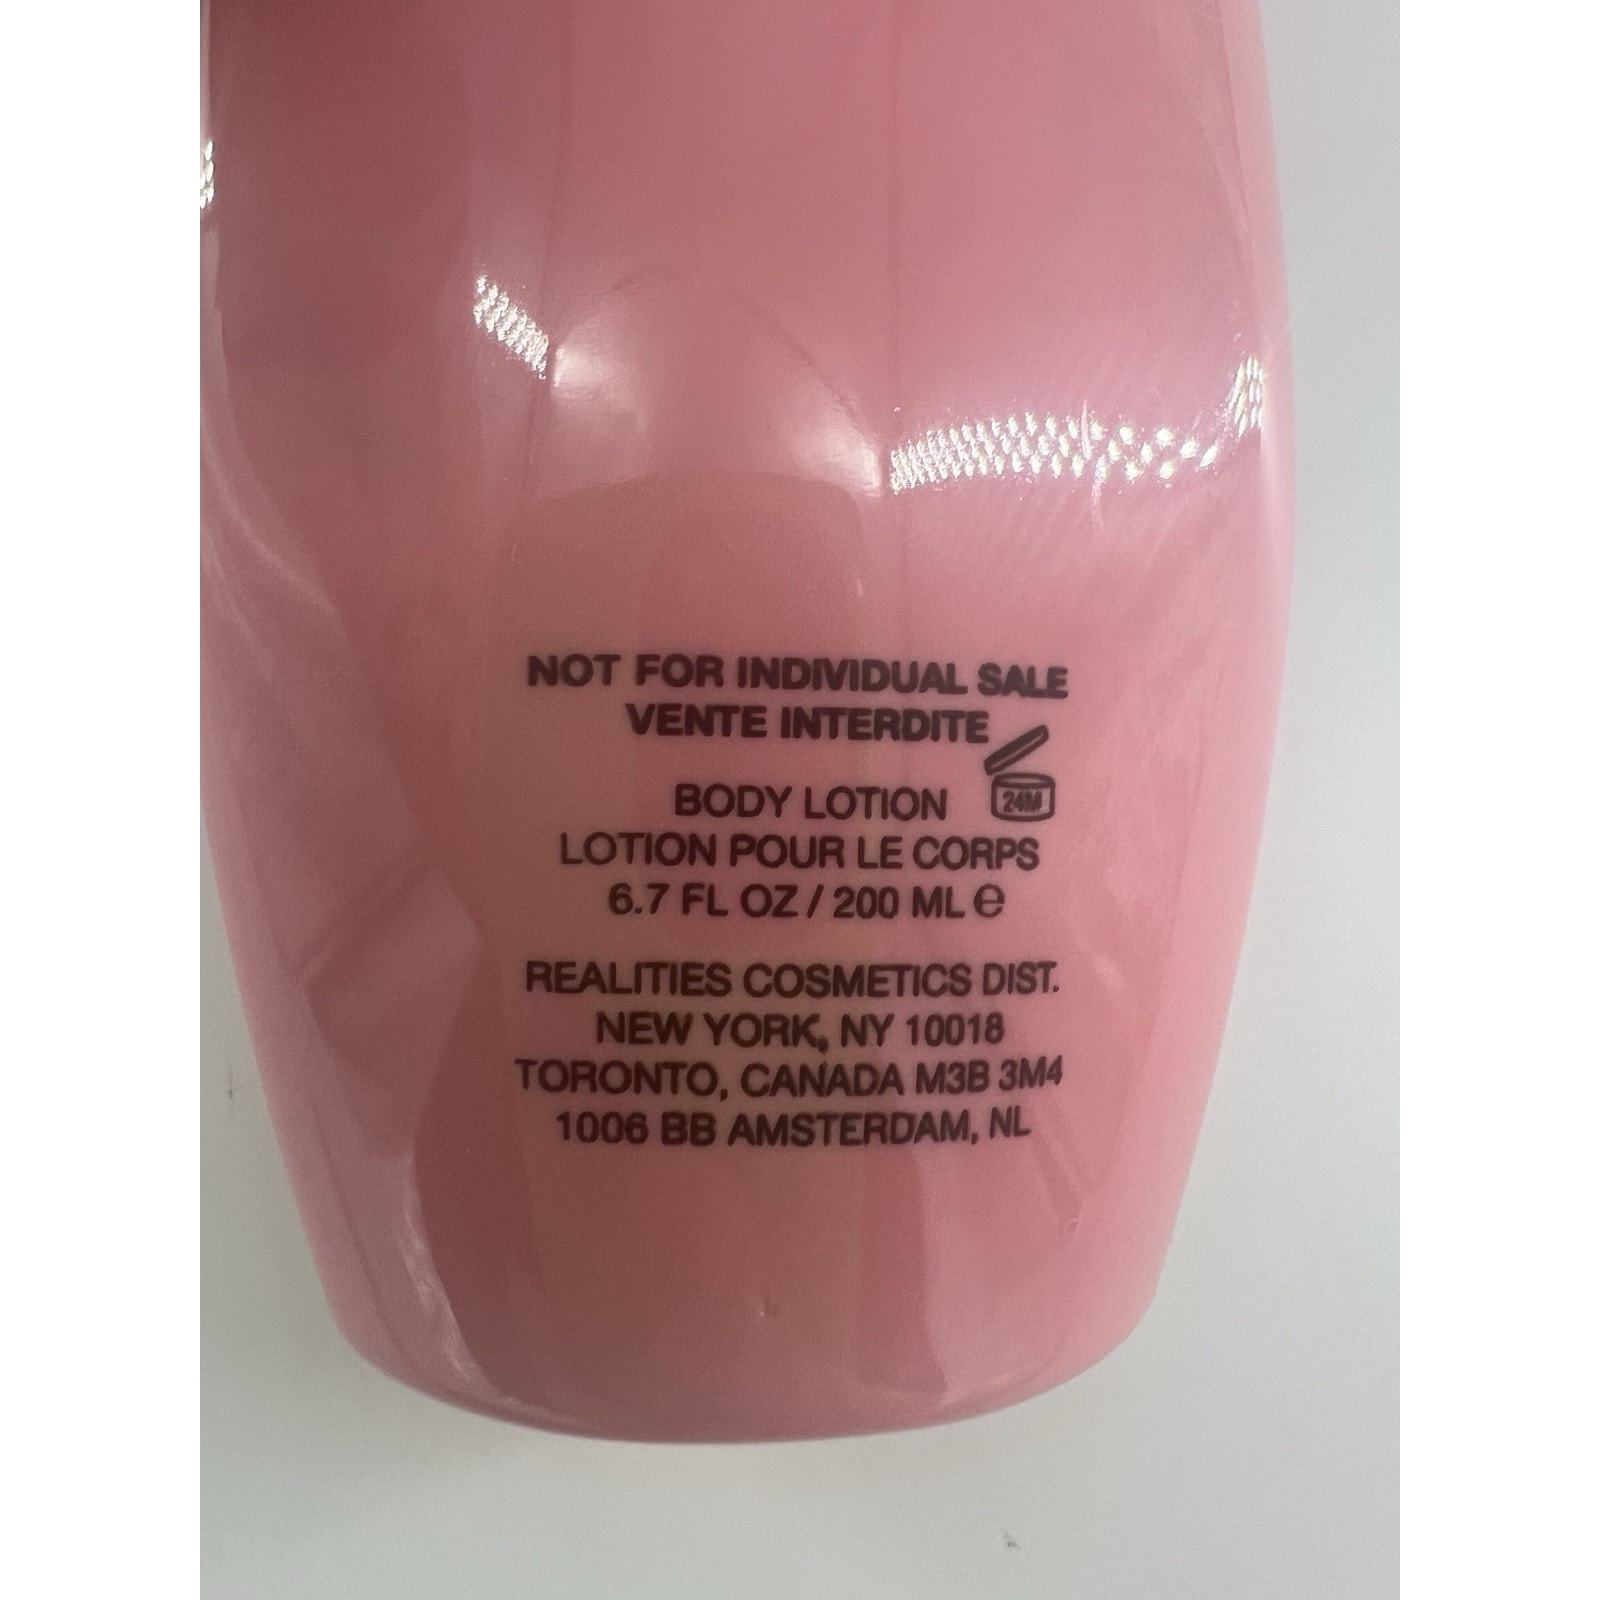 NOT FOR INDIVIDUAL SALE
VENTE INTERDITE
BODY LOTION 24M
LOTION POUR LE CORPS
6.7 FL OZ / 200 ML ℮
REALITIES COSMETICS DIST.
NEW YORK, NY 10018
TORONTO, CANADA M3B 3M4
1006 BB AMSTERDAM, NL